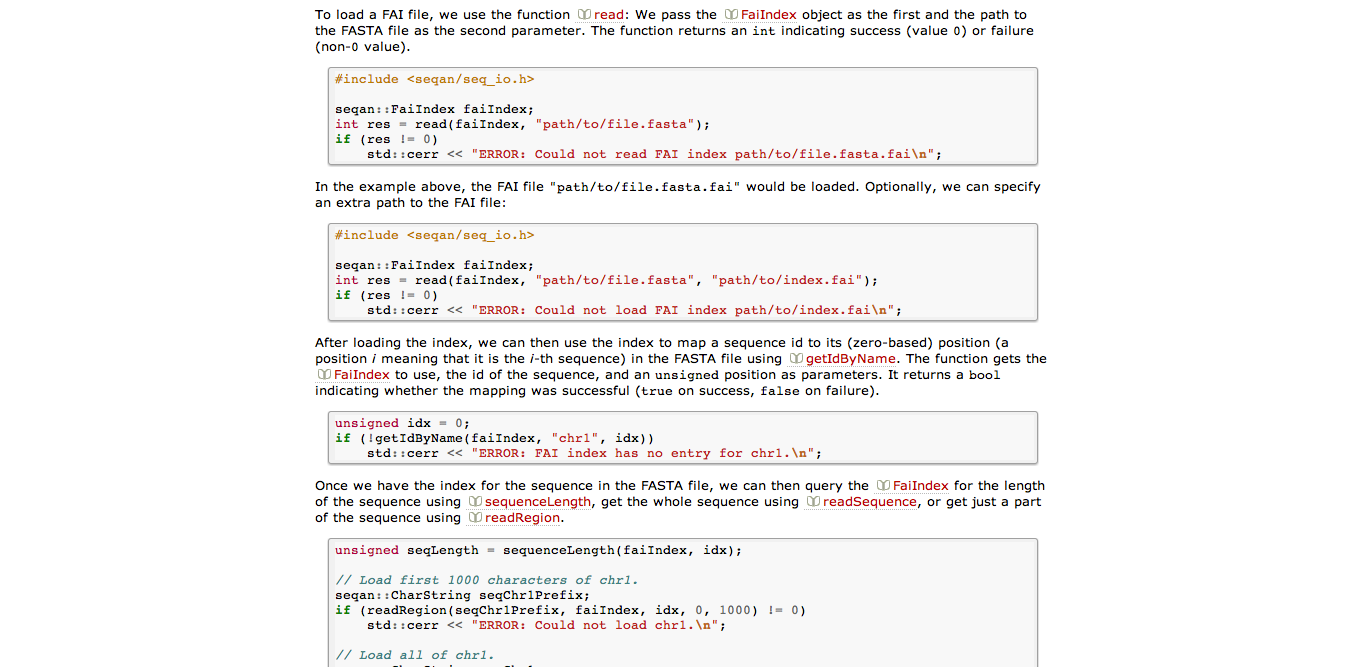 To load a FAI file, we use the function read: We pass the FaiIndex object as the first and the path to
the FASTA file as the second parameter. The function returns an int indicating success (value 0) or failure
(non-0 value).
#include <seqan/seq_io.h>
seqan::FaiIndex faiIndex;
int res = read(faiIndex, "path/to/file.fasta");
if (res != 0)
    std::cerr << "ERROR: Could not read FAI index path/to/file.fasta.fai\n";
In the example above, the FAI file "path/to/file.fasta.fai" would be loaded. Optionally, we can specify
an extra path to the FAI file:
#include <seqan/seq_io.h>
seqan::FaiIndex faiIndex;
int res = read(faiIndex, "path/to/file.fasta", "path/to/index.fai");
if (res != 0)
    std::cerr << "ERROR: Could not load FAI index path/to/index.fai\n";
After loading the index, we can then use the index to map a sequence id to its (zero-based) position (a
position i meaning that it is the i-th sequence) in the FASTA file using getIdByName. The function gets the
FaiIndex to use, the id of the sequence, and an unsigned position as parameters. It returns a bool
indicating whether the mapping was successful (true on success, false on failure).
unsigned idx = 0;
if (!getIdByName(faiIndex, "chr1", idx))
    std::cerr << "ERROR: FAI index has no entry for chr1.\n";
Once we have the index for the sequence in the FASTA file, we can then query the FaiIndex for the length
of the sequence using sequenceLength, get the whole sequence using readSequence, or get just a part
of the sequence using readRegion.
unsigned seqLength = sequenceLength(faiIndex, idx);
// Load first 1000 characters of chr1.
seqan::CharString seqChr1Prefix;
if (readRegion(seqChr1Prefix, faiIndex, idx, 0, 1000) != 0)
    std::cerr << "ERROR: Could not load chr1.\n";
// Load all of chr1.